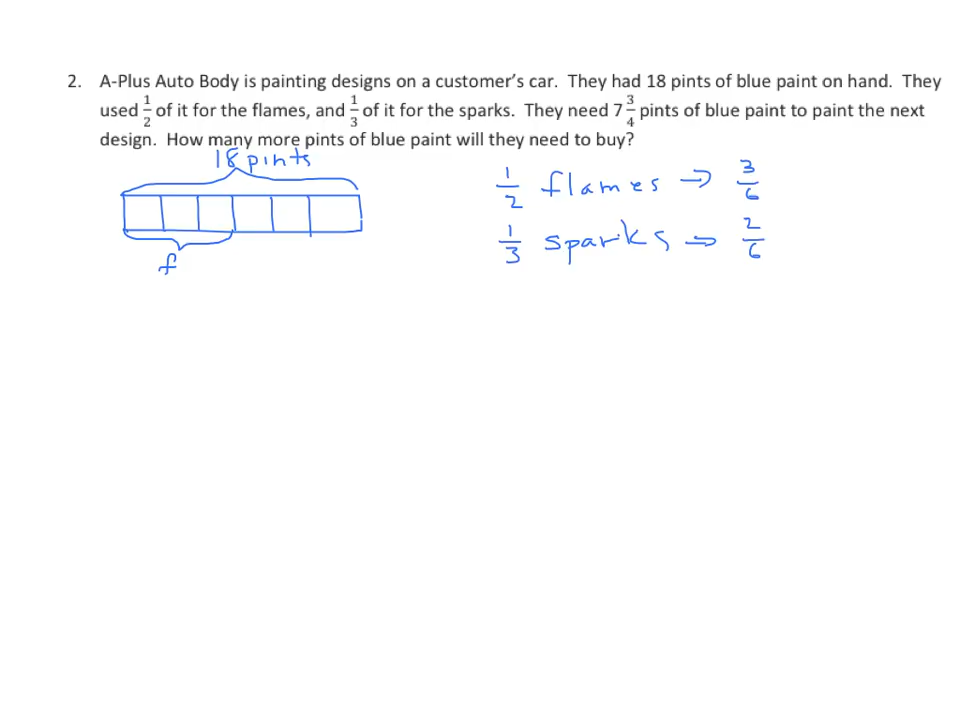 2. A-Plus Auto Body is painting designs on a customer's car. They had 18 pints of blue paint on hand. They
used 1/2 of it for the flames, and 1/3 of it for the sparks. They need 7 3/4 pints of blue paint to paint the next
design. How many more pints of blue paint will they need to buy?
18 pints
f
1/2 flames → 3/6
1/3 sparks → 2/6